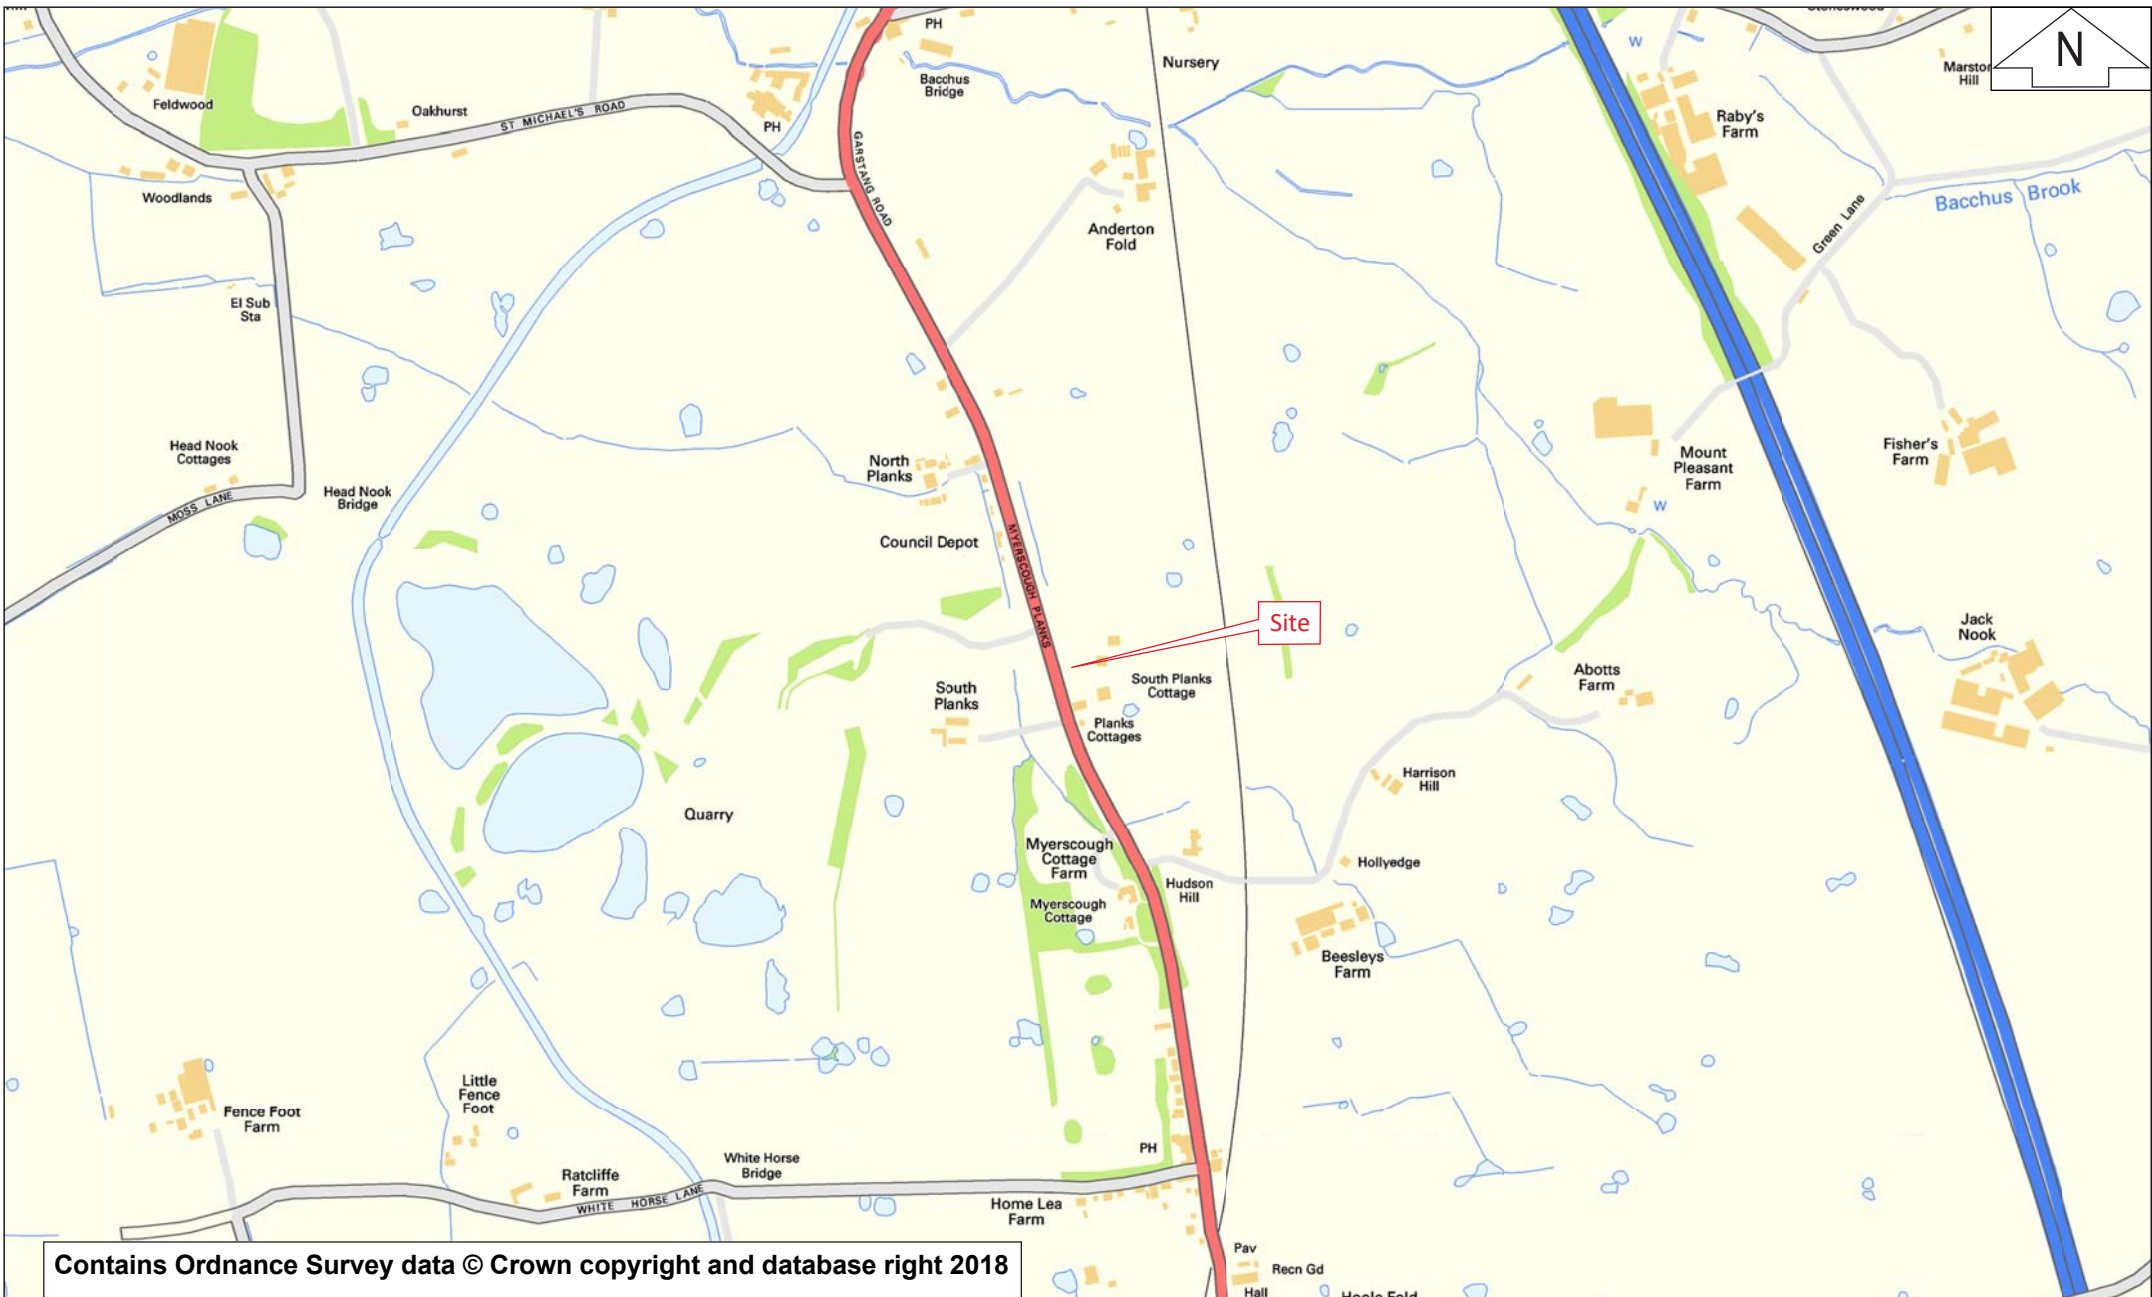 PH
Nursery
N
Marston
Hill
Feldwood
Oakhurst
ST MICHAEL'S ROAD
PH
Bacchus
Bridge
Raby's
Farm
GARSTANG ROAD
Woodlands
Bacchus Brook
Green Lane
Anderton
Fold
W
El Sub
Sta
Head Nook
Cottages
MOSS LANE
Head Nook
Bridge
North
Planks
Council Depot
MYERSCOUGH PLANKS
Mount
Pleasant
Farm
W
Fisher's
Farm
Site
Jack
Nook
South
Planks
South Planks
Cottage
Planks
Cottages
Abotts
Farm
Quarry
Harrison
Hill
Myerscough
Cottage
Farm
Myerscough
Cottage
Hudson
Hill
Hollyedge
Beesleys
Farm
Little
Fence
Foot
Fence Foot
Farm
PH
White Horse
Bridge
Ratcliffe
Farm
WHITE HORSE LANE
Home Lea
Farm
Pav
Recn Gd
Hall
Contains Ordnance Survey data © Crown copyright and database right 2018